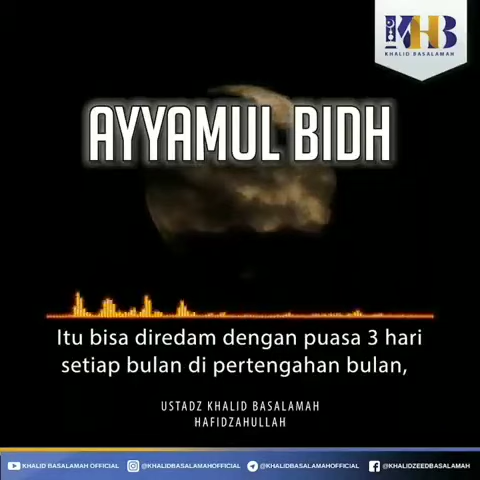 KHB
KHALID BASALAMAH
AYYAMUL BIDH
Itu bisa diredam dengan puasa 3 hari
setiap bulan di pertengahan bulan,
USTADZ KHALID BASALAMAH
HAFIDZAHULLAH
KHALID BASALAMAH OFFICIAL @KHALIDBASALAMAHOFFICIAL @KHALIDBASALAMAHOFFICIAL @KHALIDZEEDBASALAMAH